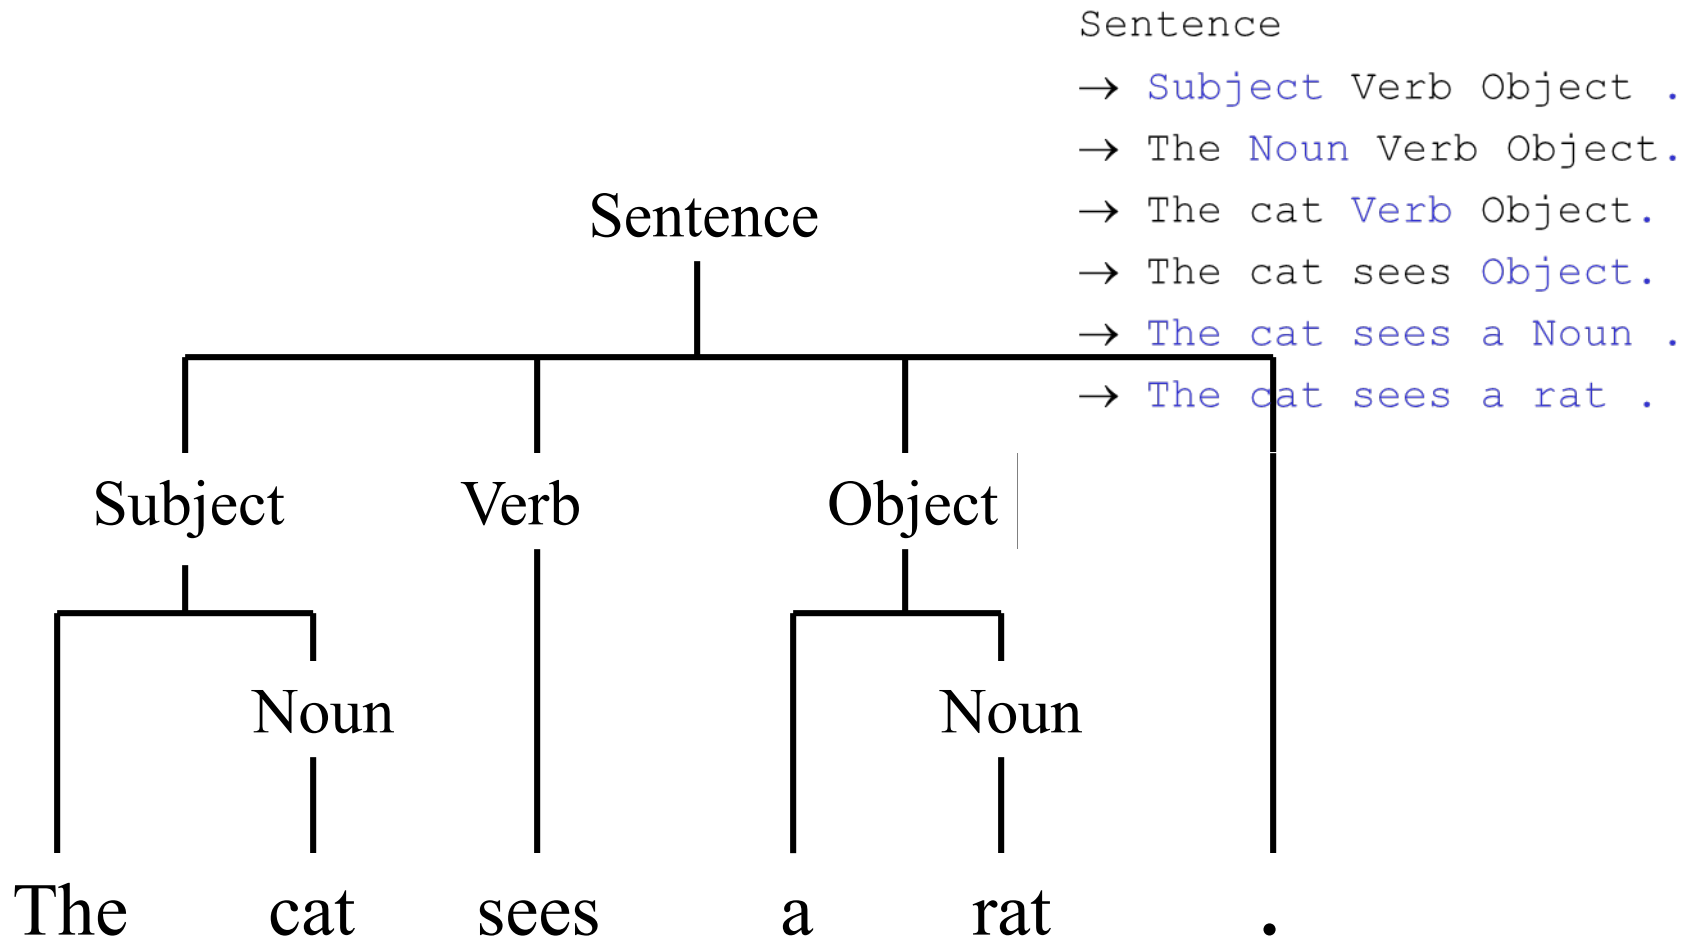 Sentence
→ Subject Verb Object .
→ The Noun Verb Object.
→ The cat Verb Object.
→ The cat sees Object.
→ The cat sees a Noun .
→ The cat sees a rat .
Sentence
Subject Verb Object
Noun Noun
The cat sees a rat .